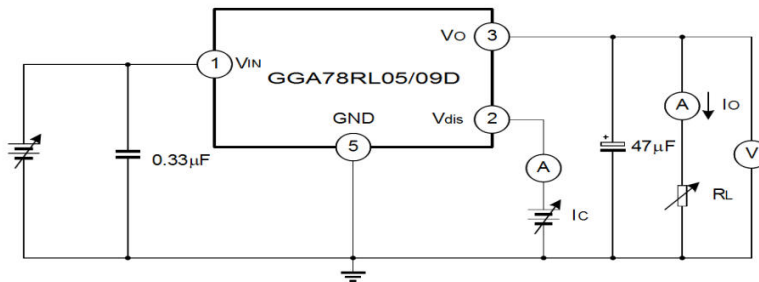 VO
3
1
VIN
GGA78RL05/09D
GND
Vdis
2
5
0.33µF
A
IC
+
47µF
A
IO
RL
V